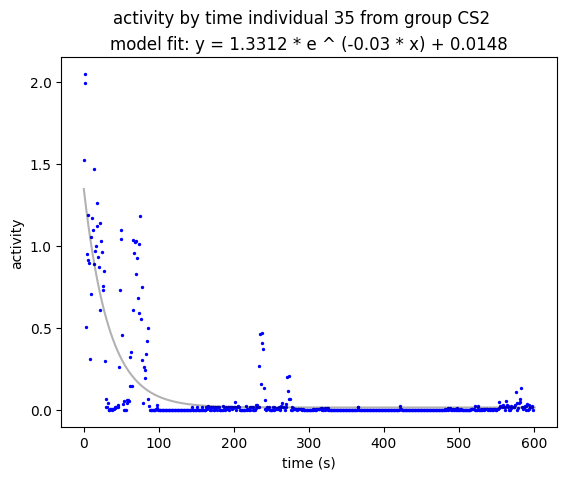 activity by time individual 35 from group CS2
model fit: y = 1.3312 * e ^ (-0.03 * x) + 0.0148
2.0
1.5
1.0
0.5
0.0
activity
0 100 200 300 400 500 600
time (s)